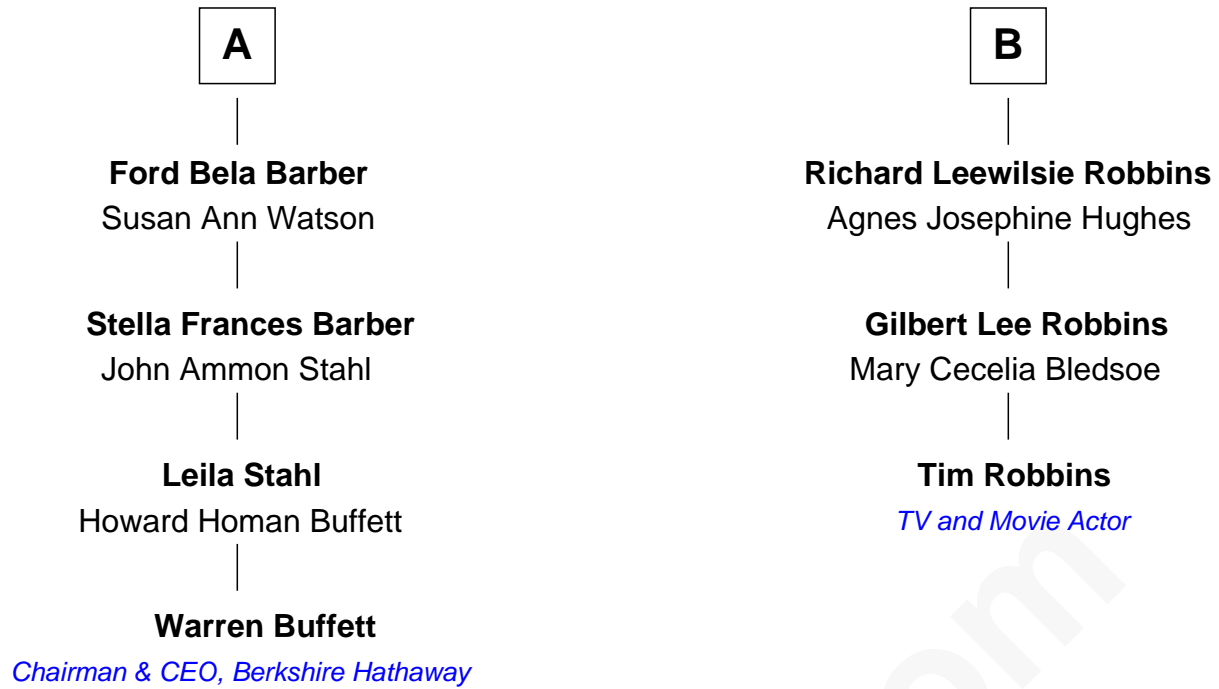 A
Ford Bela Barber
Susan Ann Watson
Stella Frances Barber
John Ammon Stahl
Leila Stahl
Howard Homan Buffett
Warren Buffett
Chairman & CEO, Berkshire Hathaway
B
Richard Leewilsie Robbins
Agnes Josephine Hughes
Gilbert Lee Robbins
Mary Cecelia Bledsoe
Tim Robbins
TV and Movie Actor
om